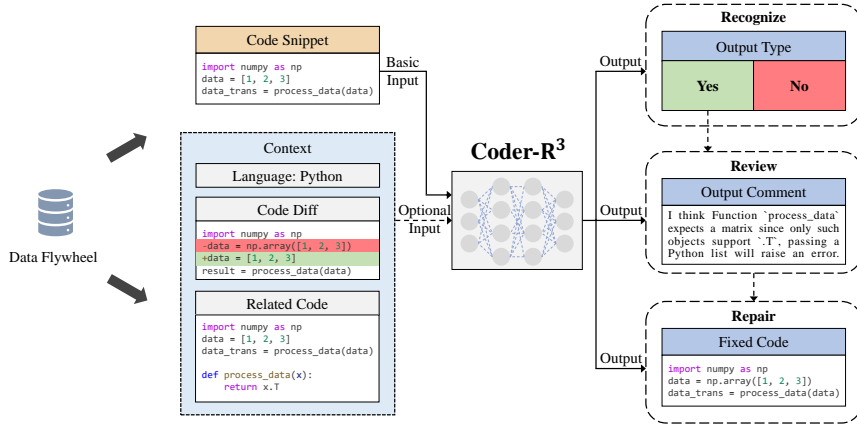 Data Flywheel
Code Snippet
import numpy as np
data = [1, 2, 3]
data_trans = process_data(data)
Context
Language: Python
Code Diff
import numpy as np
-data = np.array([1, 2, 3])
+data = [1, 2, 3]
result = process_data(data)
Related Code
import numpy as np
data = [1, 2, 3]
data_trans = process_data(data)
def process_data(x):
return x.T
Basic
Input
Optional
Input
Coder-R³
Output
Output
Output
Recognize
Output Type
Yes
No
Review
Output Comment
I think Function `process_data`
expects a matrix since only such
objects support `.T`, passing a
Python list will raise an error.
Repair
Fixed Code
import numpy as np
data = np.array([1, 2, 3])
data_trans = process_data(data)